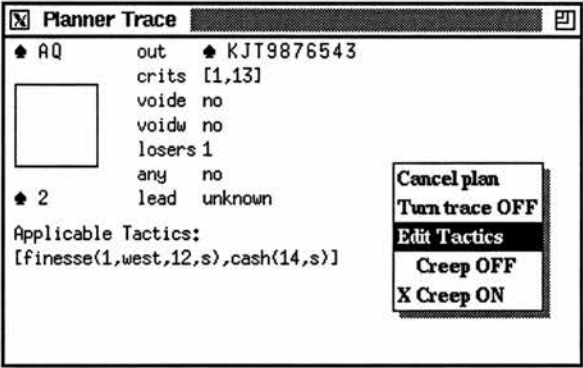 X Planner Trace
♠ AQ out ♠ KJT9876543
crits [1,13]
voide no
voidw no
losers 1
any no
♠ 2 lead unknown
Applicable Tactics:
[finesse(1,west,12,s),cash(14,s)]
Cancel plan
Turn trace OFF
Edit Tactics
Creep OFF
X Creep ON